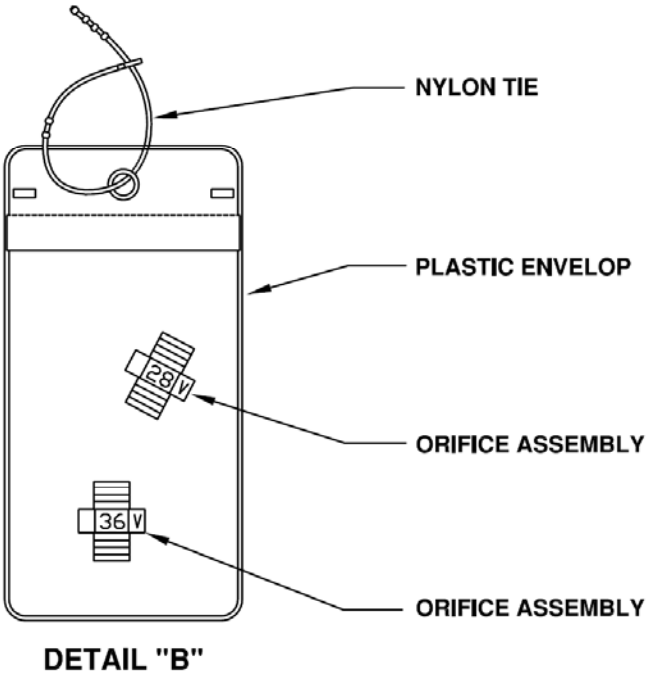 NYLON TIE
PLASTIC ENVELOP
28 V
ORIFICE ASSEMBLY
36 V
ORIFICE ASSEMBLY
DETAIL "B"